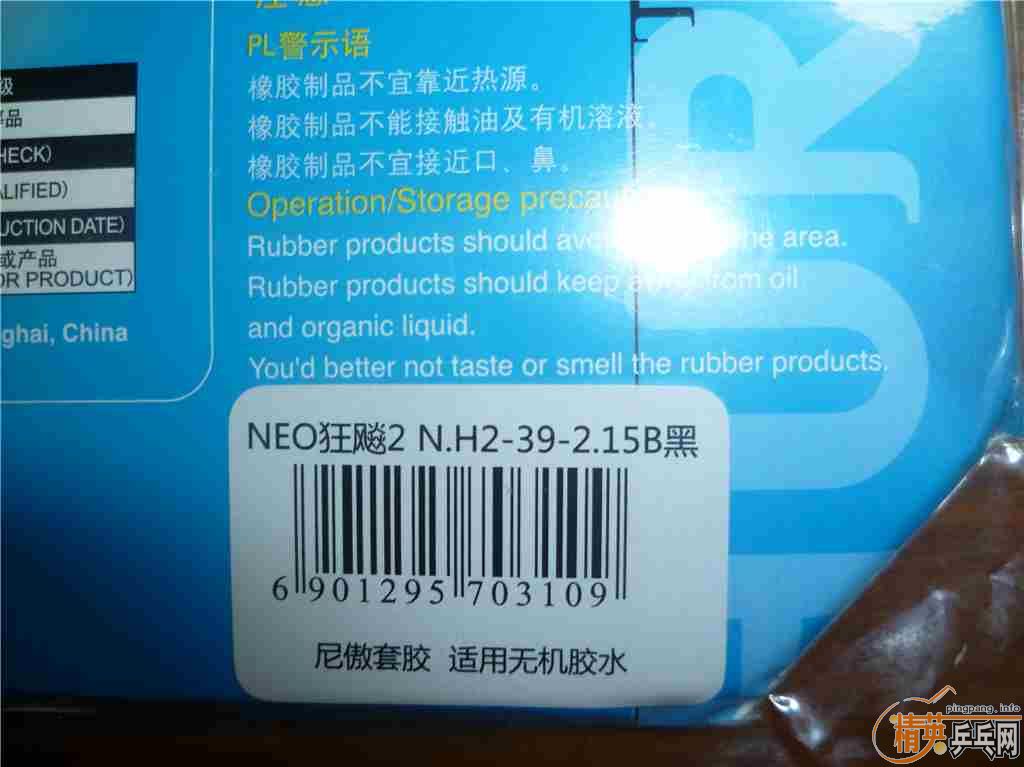 注意
PL警示语
橡胶制品不宜靠近热源。
橡胶制品不能接触油及有机溶液。
橡胶制品不宜接近口、鼻。
Operation/Storage
Rubber products should area.
Rubber products should keep from oil
and organic liquid.
You'd better not taste or smell the rubber products.
级
品
HECK)
LIFIED)
UCTION DATE)
或产品
OR PRODUCT)
ghai, China
UR
NEO狂飚2 N.H2-39-2.15B黑
6 901295 703109
尼傲套胶 适用无机胶水
pingpang.info
精英乒乓网